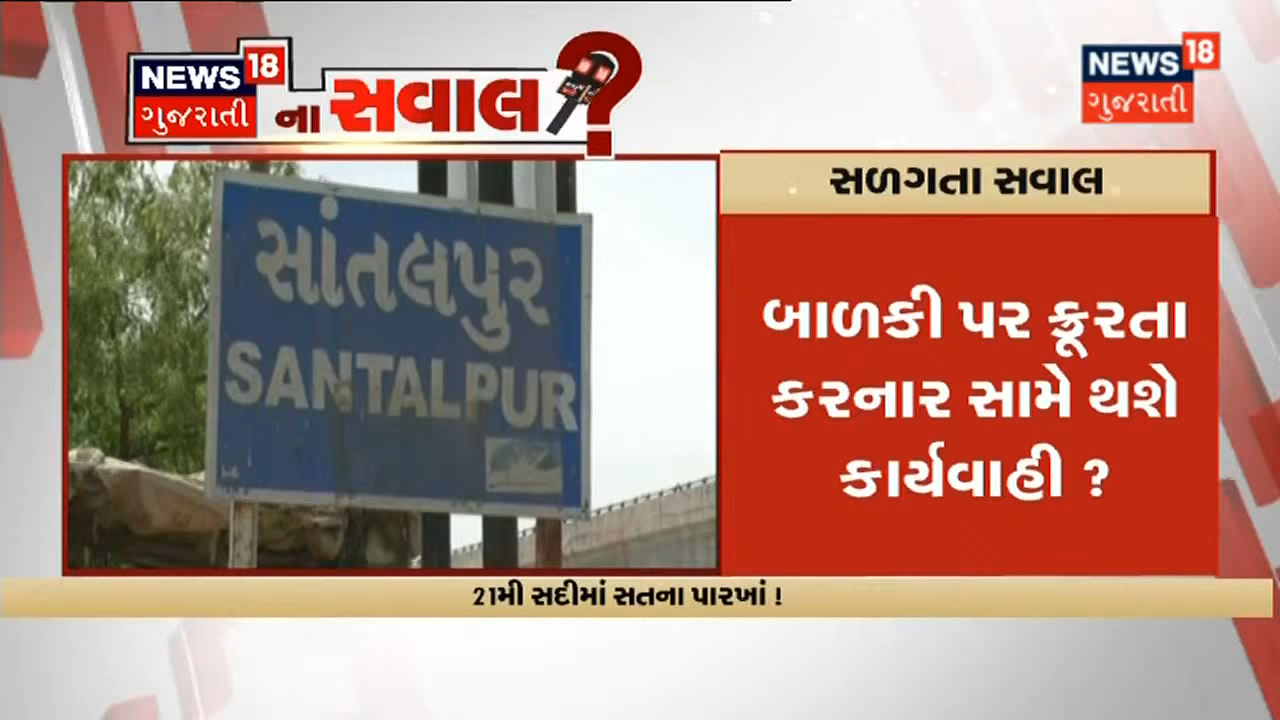 NEWS 18
ગુજરાતી
ના સવાલ?
NEWS 18
ગુજરાતી
સાંતલપુર
SANTALPUR
સળગતા સવાલ
બાળકી પર ક્રૂરતા
કરનાર સામે થશે
કાર્યવાહી ?
21મી સદીમાં સતના પારખાં !